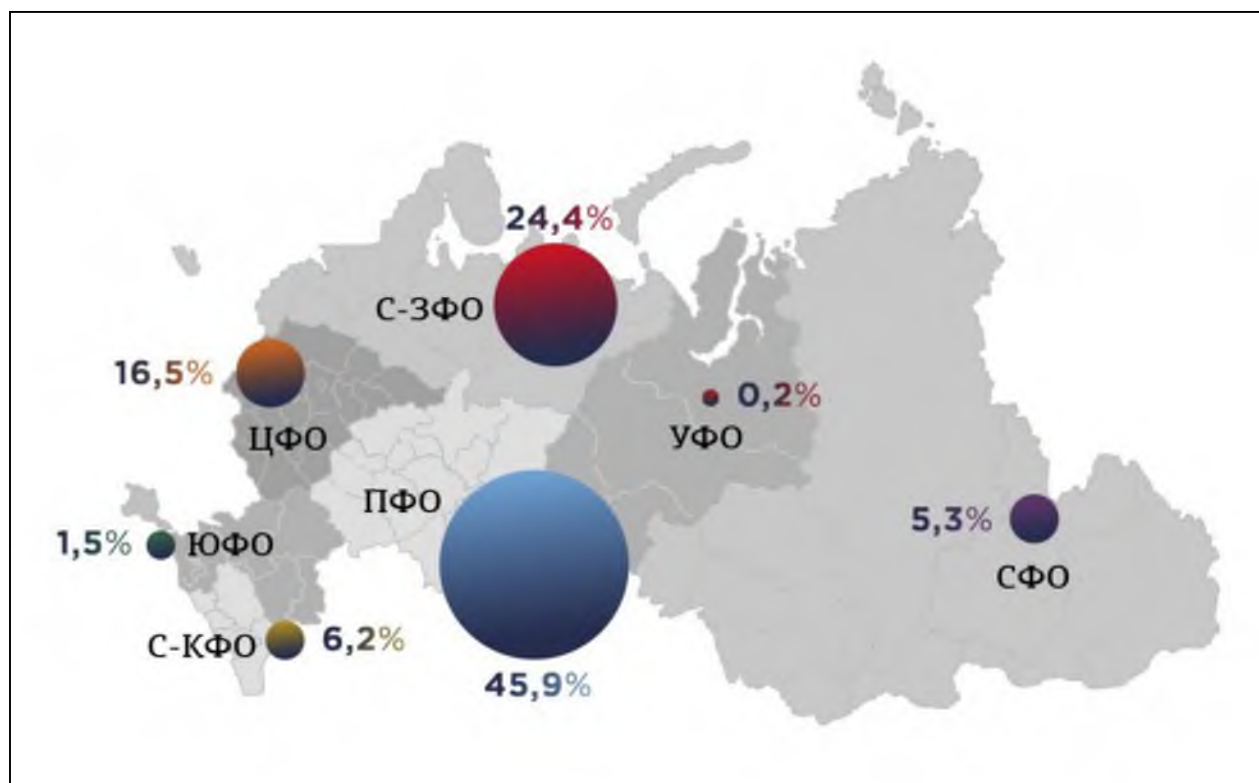 24,4%
С-ЗФО
16,5%
ЦФО
0,2%
УФО
ПФО
5,3%
СФО
1,5%
ЮФО
С-КФО
6,2%
45,9%